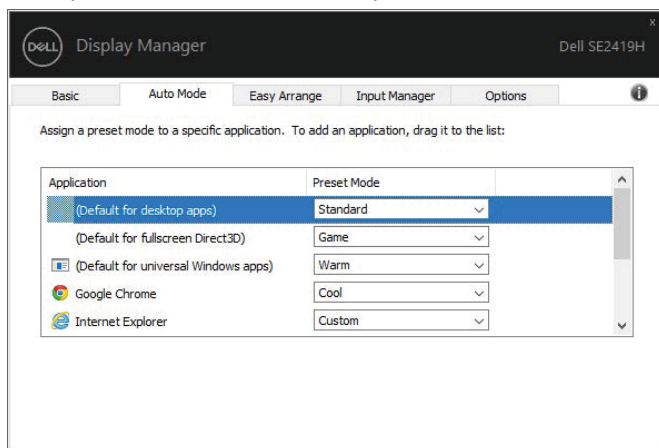 DELL Display Manager Dell SE2419H
x
Basic Auto Mode Easy Arrange Input Manager Options
Assign a preset mode to a specific application. To add an application, drag it to the list:
Application Preset Mode
(Default for desktop apps) Standard
(Default for fullscreen Direct3D) Game
(Default for universal Windows apps) Warm
Google Chrome Cool
Internet Explorer Custom